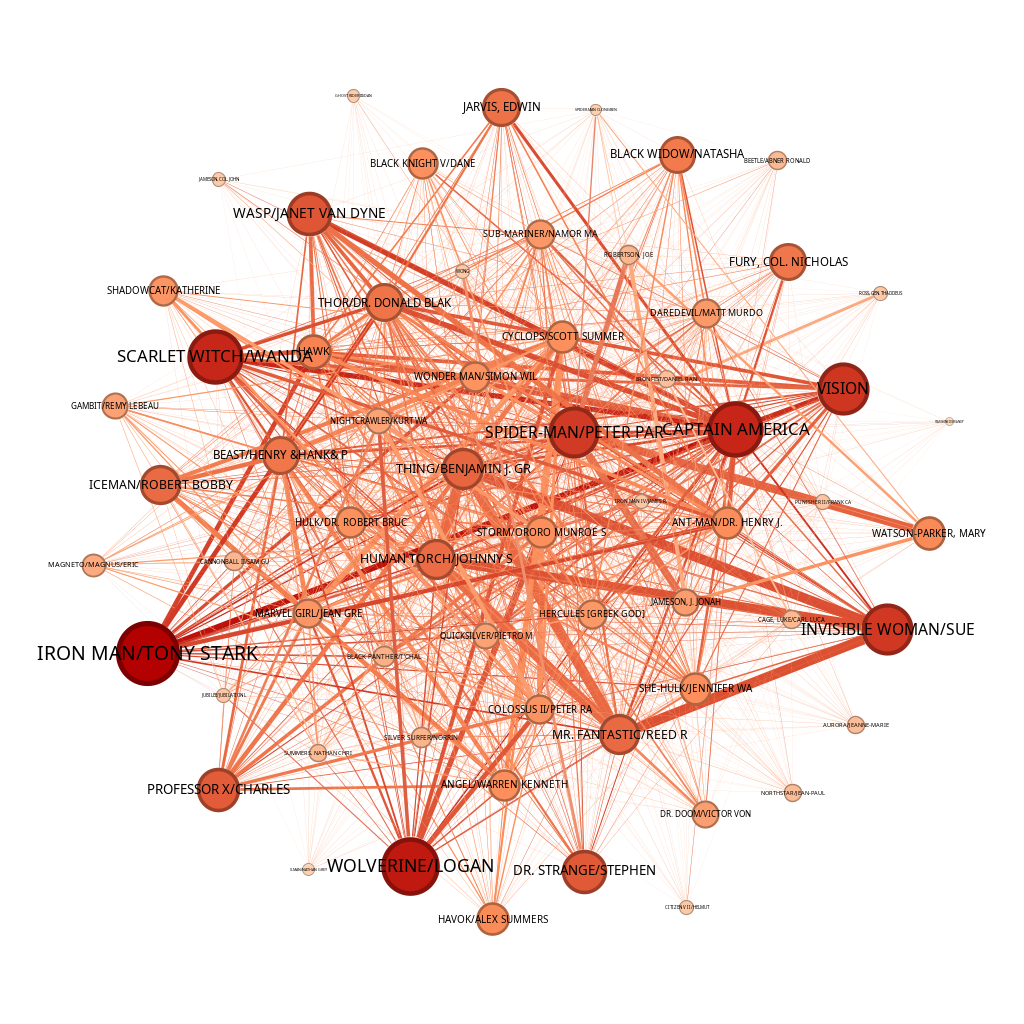 GHOST RIDER III/DAN
JARVIS, EDWIN
SPIDER-MAN CLONE/BEN
BLACK WIDOW/NATASHA
BEETLE/ABNER RONALD
BLACK KNIGHT V/DANE
JAMESON, COL. JOHN
WASP/JANET VAN DYNE
SUB-MARINER/NAMOR MA
ROBERTSON, JOE
FURY, COL. NICHOLAS
WONG
SHADOWCAT/KATHERINE
ROSS, GEN. THADDEUS
THOR/DR. DONALD BLAK
DAREDEVIL/MATT MURDO
CYCLOPS/SCOTT SUMMER
HAWK
SCARLET WITCH/WANDA
WONDER MAN/SIMON WIL
IRON FIST/DANIEL RAN
VISION
GAMBIT/REMY LEBEAU
NIGHTCRAWLER/KURT WA
SPIDER-MAN/PETER PAR
CAPTAIN AMERICA
BEAST/HENRY &HANK& P
THING/BENJAMIN J. GR
ICEMAN/ROBERT BOBBY
IRON MAN IV/JAMES R.
PUNISHER II/FRANK CA
HULK/DR. ROBERT BRUC
ANT-MAN/DR. HENRY J.
STORM/ORORO MUNROE S
WATSON-PARKER, MARY
HUMAN TORCH/JOHNNY S
CANNONBALL II/SAM GU
MAGNETO/MAGNUS/ERIC
JAMESON, J. JONAH
MARVEL GIRL/JEAN GRE
HERCULES [GREEK GOD]
CAGE, LUKE/CARL LUCA
INVISIBLE WOMAN/SUE
QUICKSILVER/PIETRO M
IRON MAN/TONY STARK
BLACK PANTHER/T'CHAL
SHE-HULK/JENNIFER WA
JUBILEE/JUBILATION L
COLOSSUS II/PETER RA
AURORA/JEANNE-MARIE
MR. FANTASTIC/REED R
SILVER SURFER/NORRIN
SUMMERS, NATHAN CHRI
ANGEL/WARREN KENNETH
PROFESSOR X/CHARLES
NORTHSTAR/JEAN-PAUL
DR. DOOM/VICTOR VON
WOLVERINE/LOGAN
DR. STRANGE/STEPHEN
CITIZEN V II/HELMUT
HAVOK/ALEX SUMMERS